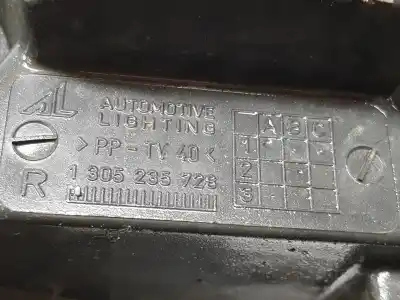 AL AUTOMOTIVE
LIGHTING
A B C
>PP-TV 40<
1
2
3
R
1 305 235 728